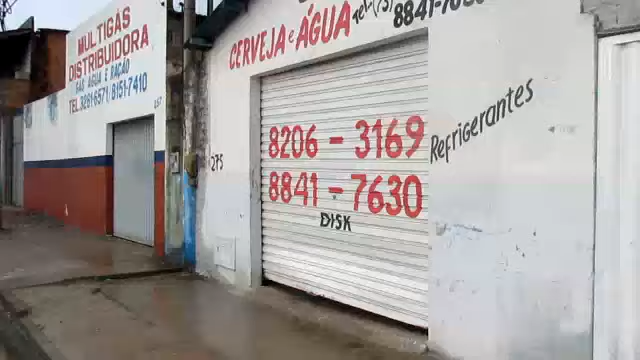 MULTIGÁS
DISTRIBUIDORA
GÁS ÁGUA E RAÇÃO
TEL.3261-6571/8151-7410
257
CERVEJA e ÁGUA
275
8206 - 3169
8841 - 7630
DISK
Refrigerantes